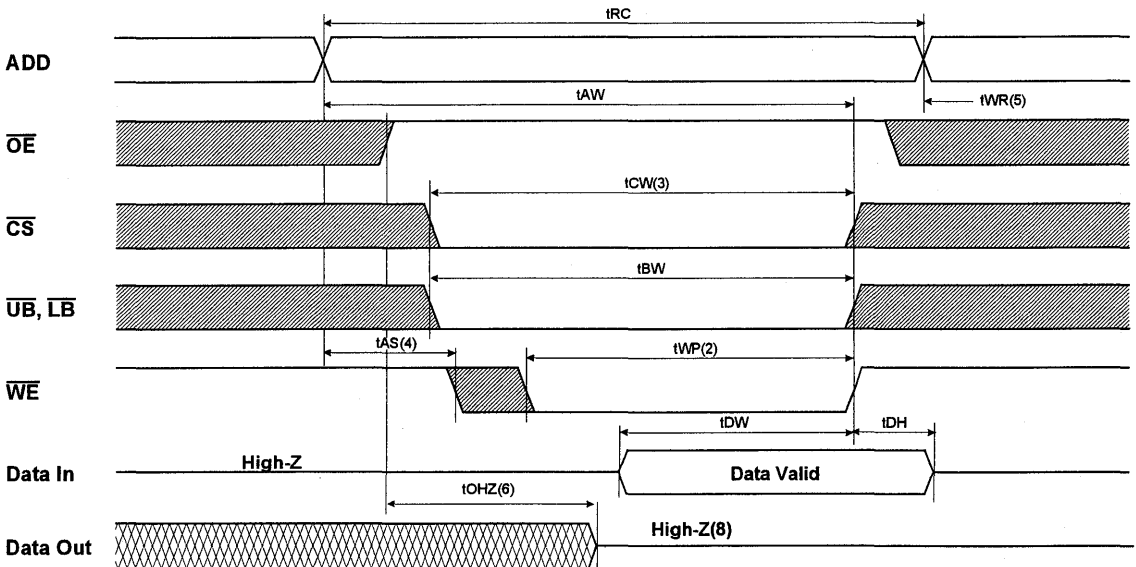 tRC
ADD
tAW
tWR(5)
OE
tCW(3)
CS
tBW
UB, LB
tAS(4)
tWP(2)
WE
tDW
tDH
High-Z
Data In
Data Valid
tOHZ(6)
High-Z(8)
Data Out